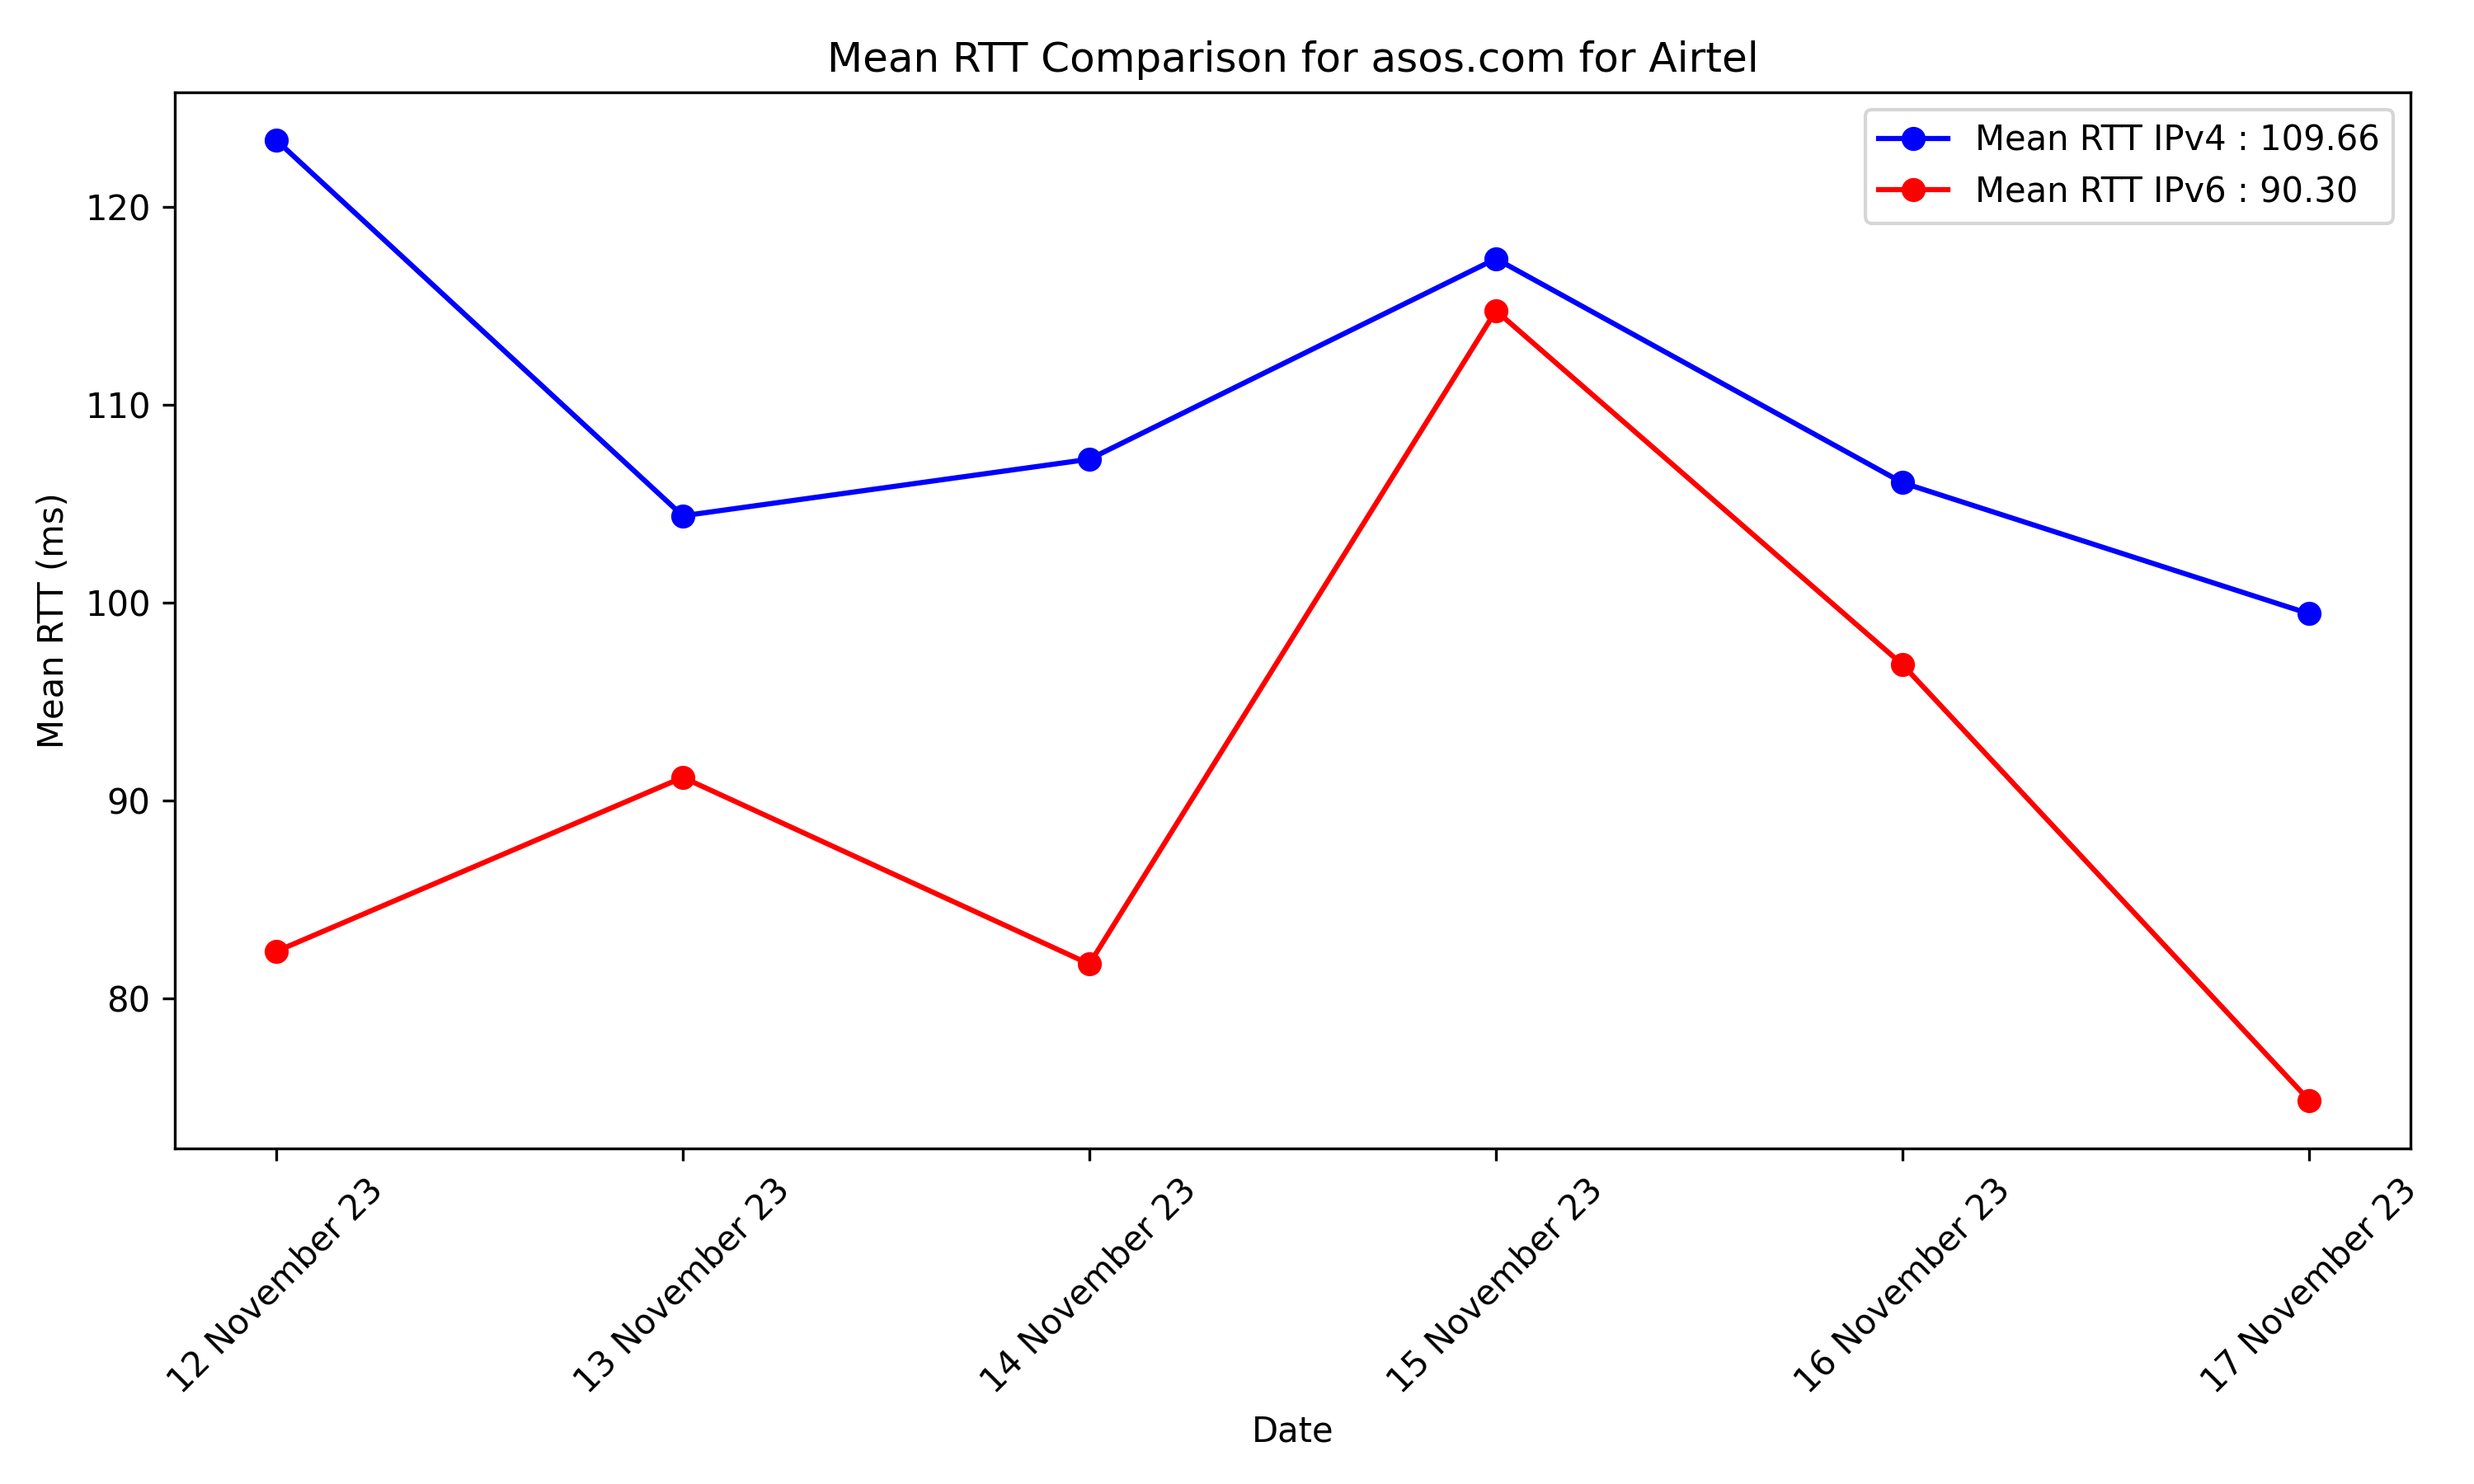 Mean RTT Comparison for asos.com for Airtel
Mean RTT IPv4 : 109.66
Mean RTT IPv6 : 90.30
Mean RTT (ms)
120
110
100
90
80
12 November 23
13 November 23
14 November 23
15 November 23
16 November 23
17 November 23
Date